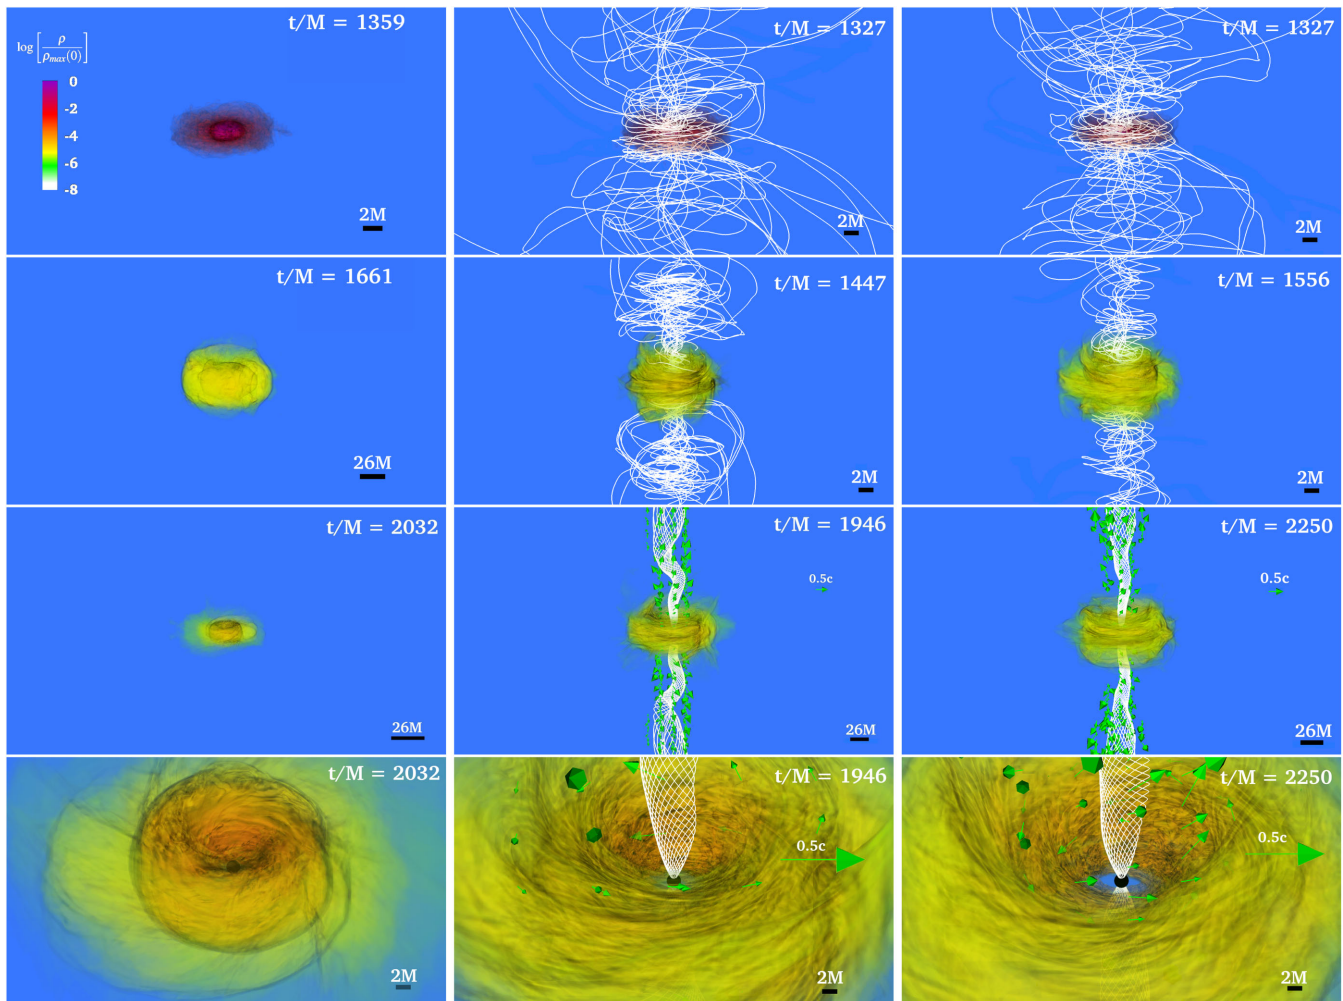 t/M = 1359
log [ρ / ρmax(0)]
0
-2
-4
-6
-8
2M
t/M = 1327
2M
t/M = 1327
2M
t/M = 1661
26M
t/M = 1447
2M
t/M = 1556
2M
t/M = 2032
26M
t/M = 1946
0.5c
26M
t/M = 2250
0.5c
26M
t/M = 2032
2M
t/M = 1946
0.5c
2M
t/M = 2250
0.5c
2M